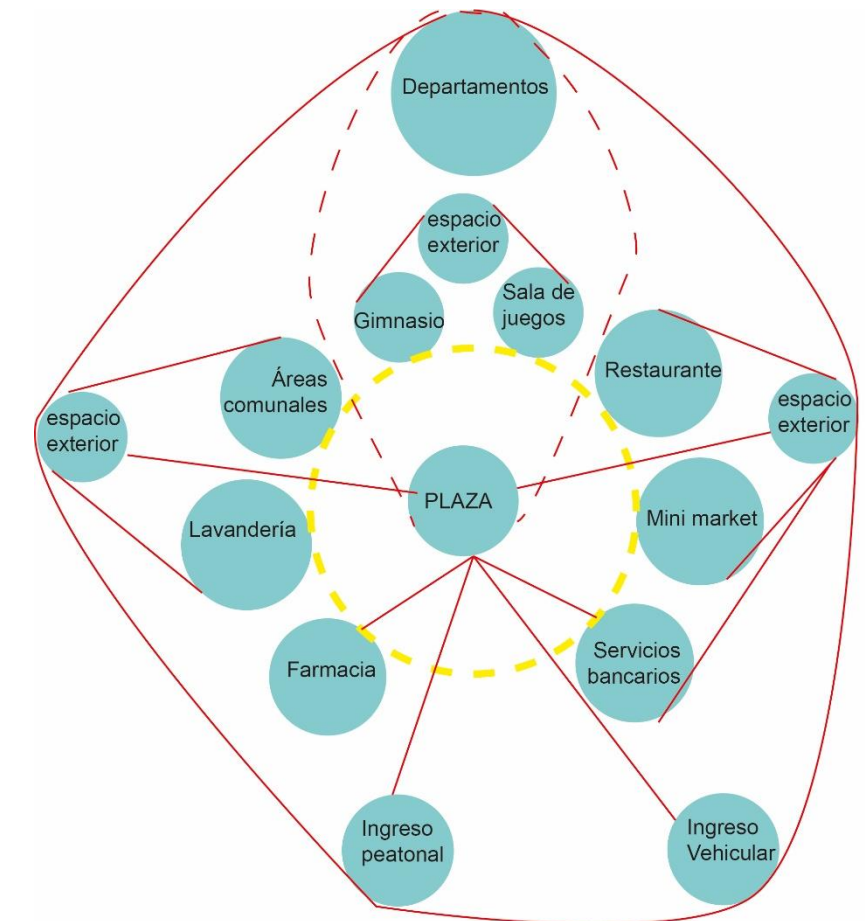 Departamentos
espacio
exterior
Gimnasio
Sala de
juegos
Áreas
comunales
Restaurante
espacio
exterior
espacio
exterior
PLAZA
Lavandería
Mini market
Farmacia
Servicios
bancarios
Ingreso
peatonal
Ingreso
Vehicular